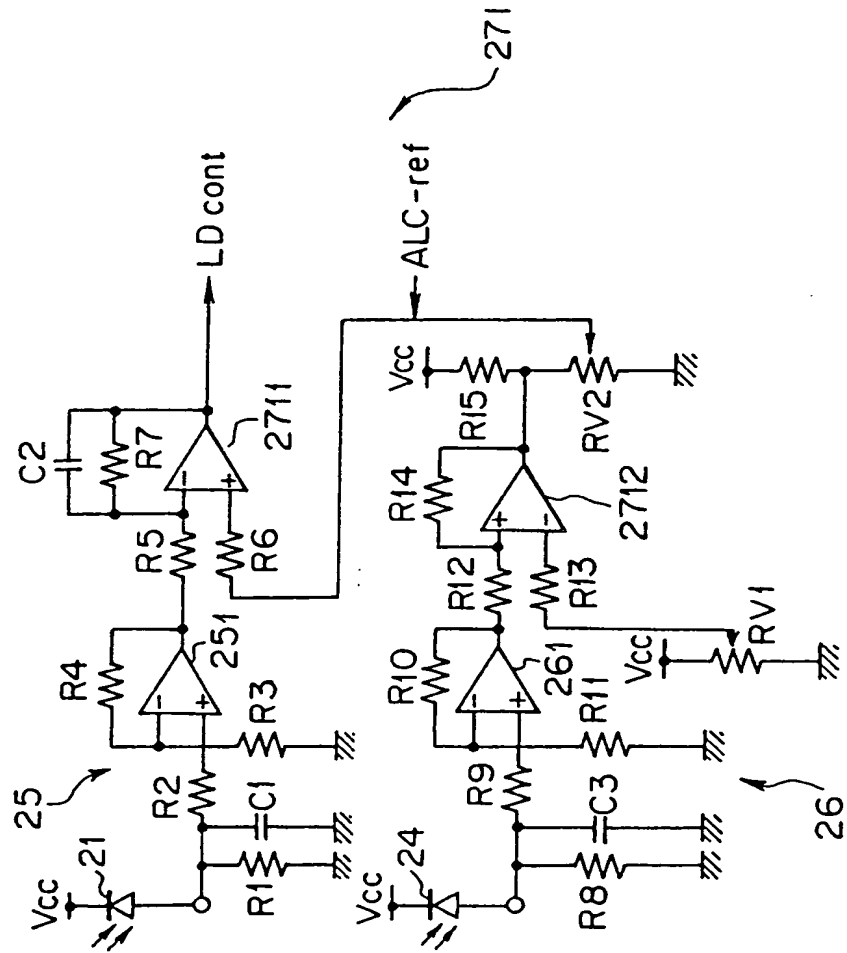 271
LD cont
ALC-ref
C2
R7
2711
R5
R6
R4
251
25
R3
R2
C1
21
Vcc
R1
Vcc
R15
RV2
R14
2712
R12
R13
R10
261
Vcc
RV1
R11
R9
C3
24
Vcc
R8
26
-
+
-
+
+
-
-
+